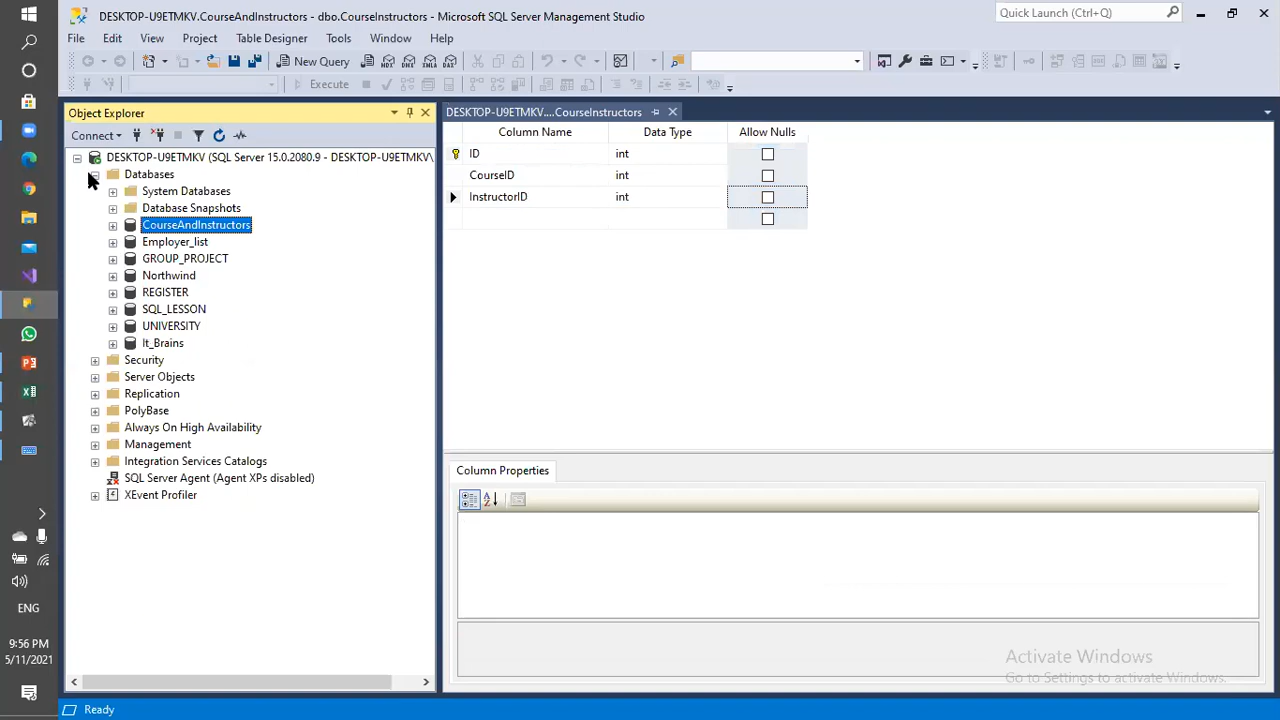 DESKTOP-U9ETMKV.CourseAndInstructors - dbo.CourseInstructors - Microsoft SQL Server Management Studio
Quick Launch (Ctrl+Q)
File Edit View Project Table Designer Tools Window Help
New Query
MDX DMX XMLA DAX
Execute
Object Explorer
DESKTOP-U9ETMKV....CourseInstructors
Connect
Column Name Data Type Allow Nulls
DESKTOP-U9ETMKV (SQL Server 15.0.2080.9 - DESKTOP-U9ETMKV\
Databases
System Databases
Database Snapshots
CourseAndInstructors
Employer_list
GROUP_PROJECT
Northwind
REGISTER
SQL_LESSON
UNIVERSITY
It_Brains
Security
Server Objects
Replication
PolyBase
Always On High Availability
Management
Integration Services Catalogs
SQL Server Agent (Agent XPs disabled)
XEvent Profiler
ID int
CourseID int
InstructorID int
Column Properties
ENG
9:56 PM
5/11/2021
Activate Windows
Go to Settings to activate Windows.
Ready